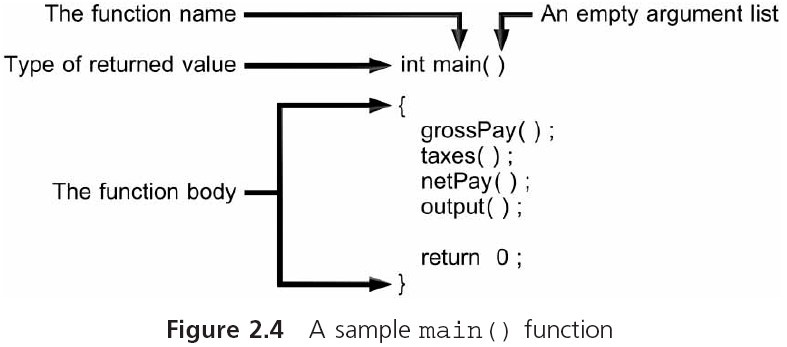 The function name
An empty argument list
Type of returned value
int main( )
{
grossPay( ) ;
taxes( ) ;
netPay( ) ;
output( ) ;
The function body
return 0 ;
}
Figure 2.4 A sample main() function